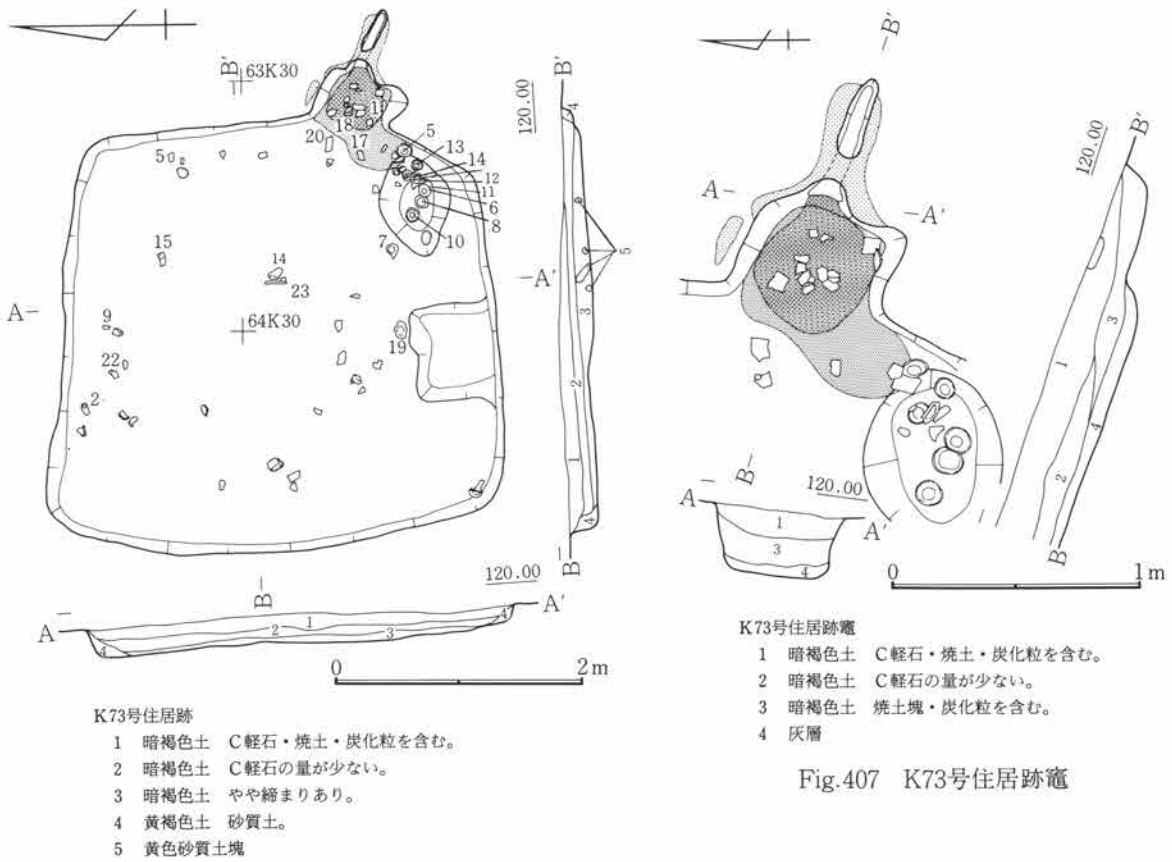 B'
63K30
1
18
20
17
5
5
13
14
12
11
6
8
10
7
15
14
23
A-
-A'
9
64K30
19
22
2
B-
120.00
A
A'
1
2
3
4
4
0
2m
B'
120.00
4
5
3
2
1
4
B-
K73号住居跡
1 暗褐色土 C軽石・焼土・炭化粒を含む。
2 暗褐色土 C軽石の量が少ない。
3 暗褐色土 やや締まりあり。
4 黄褐色土 砂質土。
5 黄色砂質土塊
-B'
A-
-A'
B-
120.00
B'
1
3
4
2
B
120.00
A
A'
1
3
4
0
1m
K73号住居跡竈
1 暗褐色土 C軽石・焼土・炭化粒を含む。
2 暗褐色土 C軽石の量が少ない。
3 暗褐色土 焼土塊・炭化粒を含む。
4 灰層
Fig.407 K73号住居跡竈